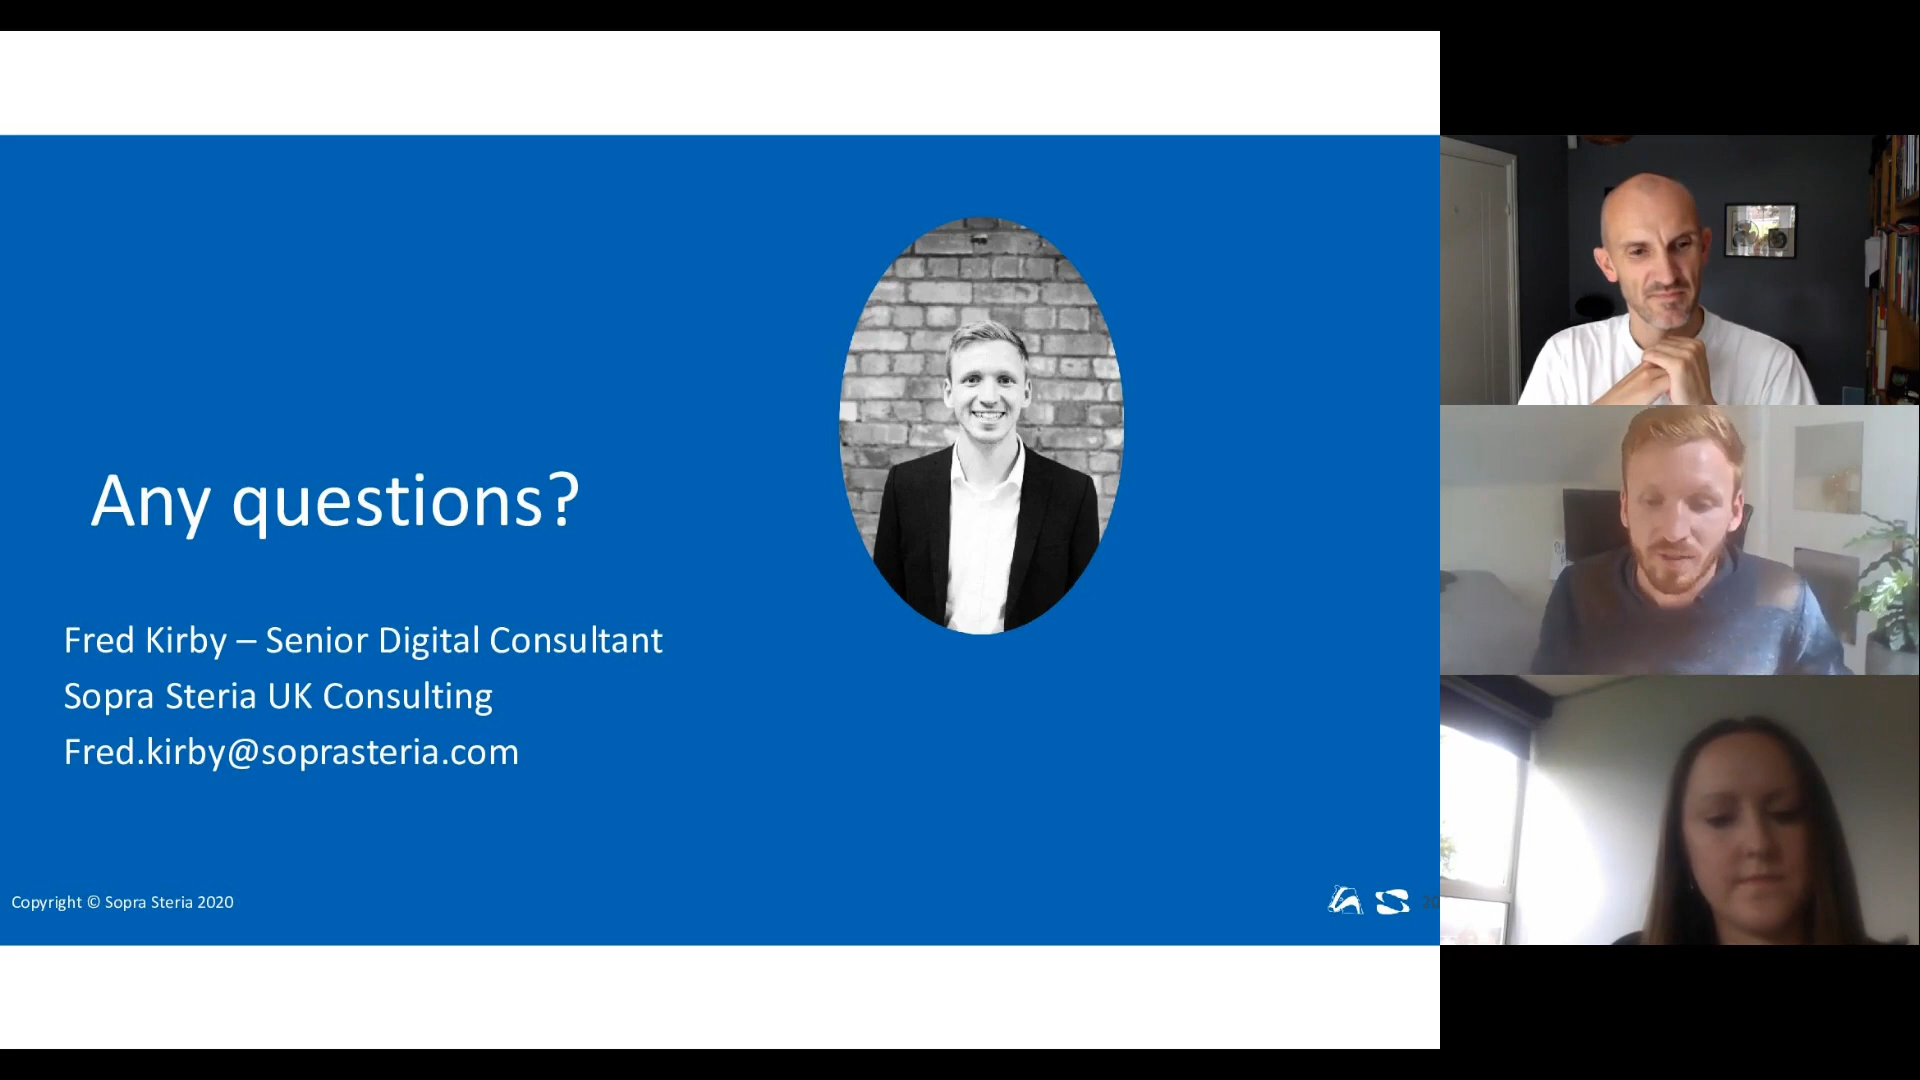 Any questions?
Fred Kirby – Senior Digital Consultant
Sopra Steria UK Consulting
Fred.kirby@soprasteria.com
Copyright © Sopra Steria 2020